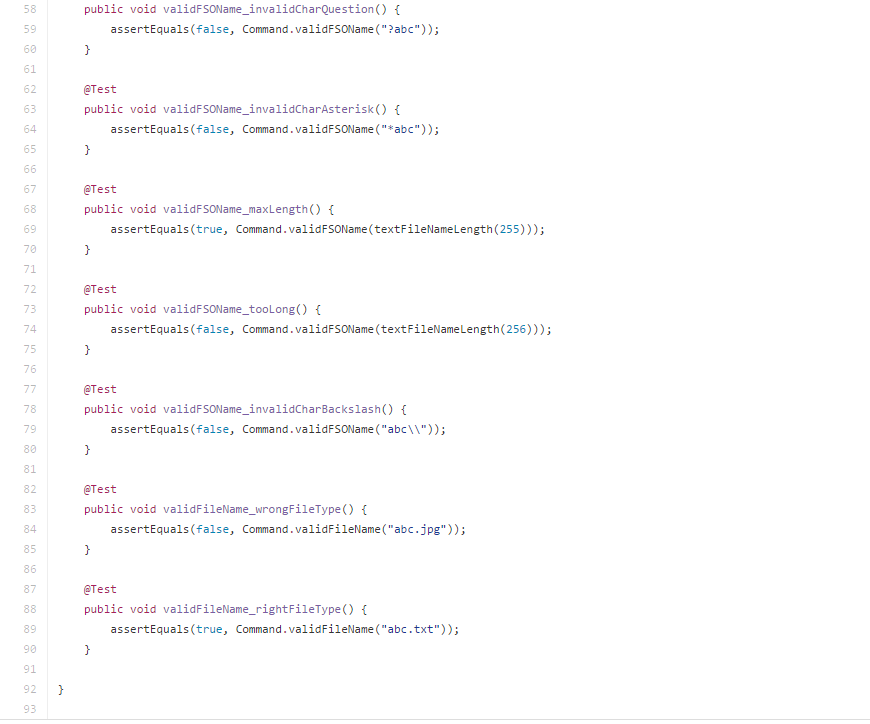 58 public void validFSOName_invalidCharQuestion() {
59 assertEquals(false, Command.validFSOName("?abc"));
60 }
61
62 @Test
63 public void validFSOName_invalidCharAsterisk() {
64 assertEquals(false, Command.validFSOName("*abc"));
65 }
66
67 @Test
68 public void validFSOName_maxLength() {
69 assertEquals(true, Command.validFSOName(textFileNameLength(255)));
70 }
71
72 @Test
73 public void validFSOName_tooLong() {
74 assertEquals(false, Command.validFSOName(textFileNameLength(256)));
75 }
76
77 @Test
78 public void validFSOName_invalidCharBackslash() {
79 assertEquals(false, Command.validFSOName("abc\\"));
80 }
81
82 @Test
83 public void validFileName_wrongFileType() {
84 assertEquals(false, Command.validFileName("abc.jpg"));
85 }
86
87 @Test
88 public void validFileName_rightFileType() {
89 assertEquals(true, Command.validFileName("abc.txt"));
90 }
91
92 }
93